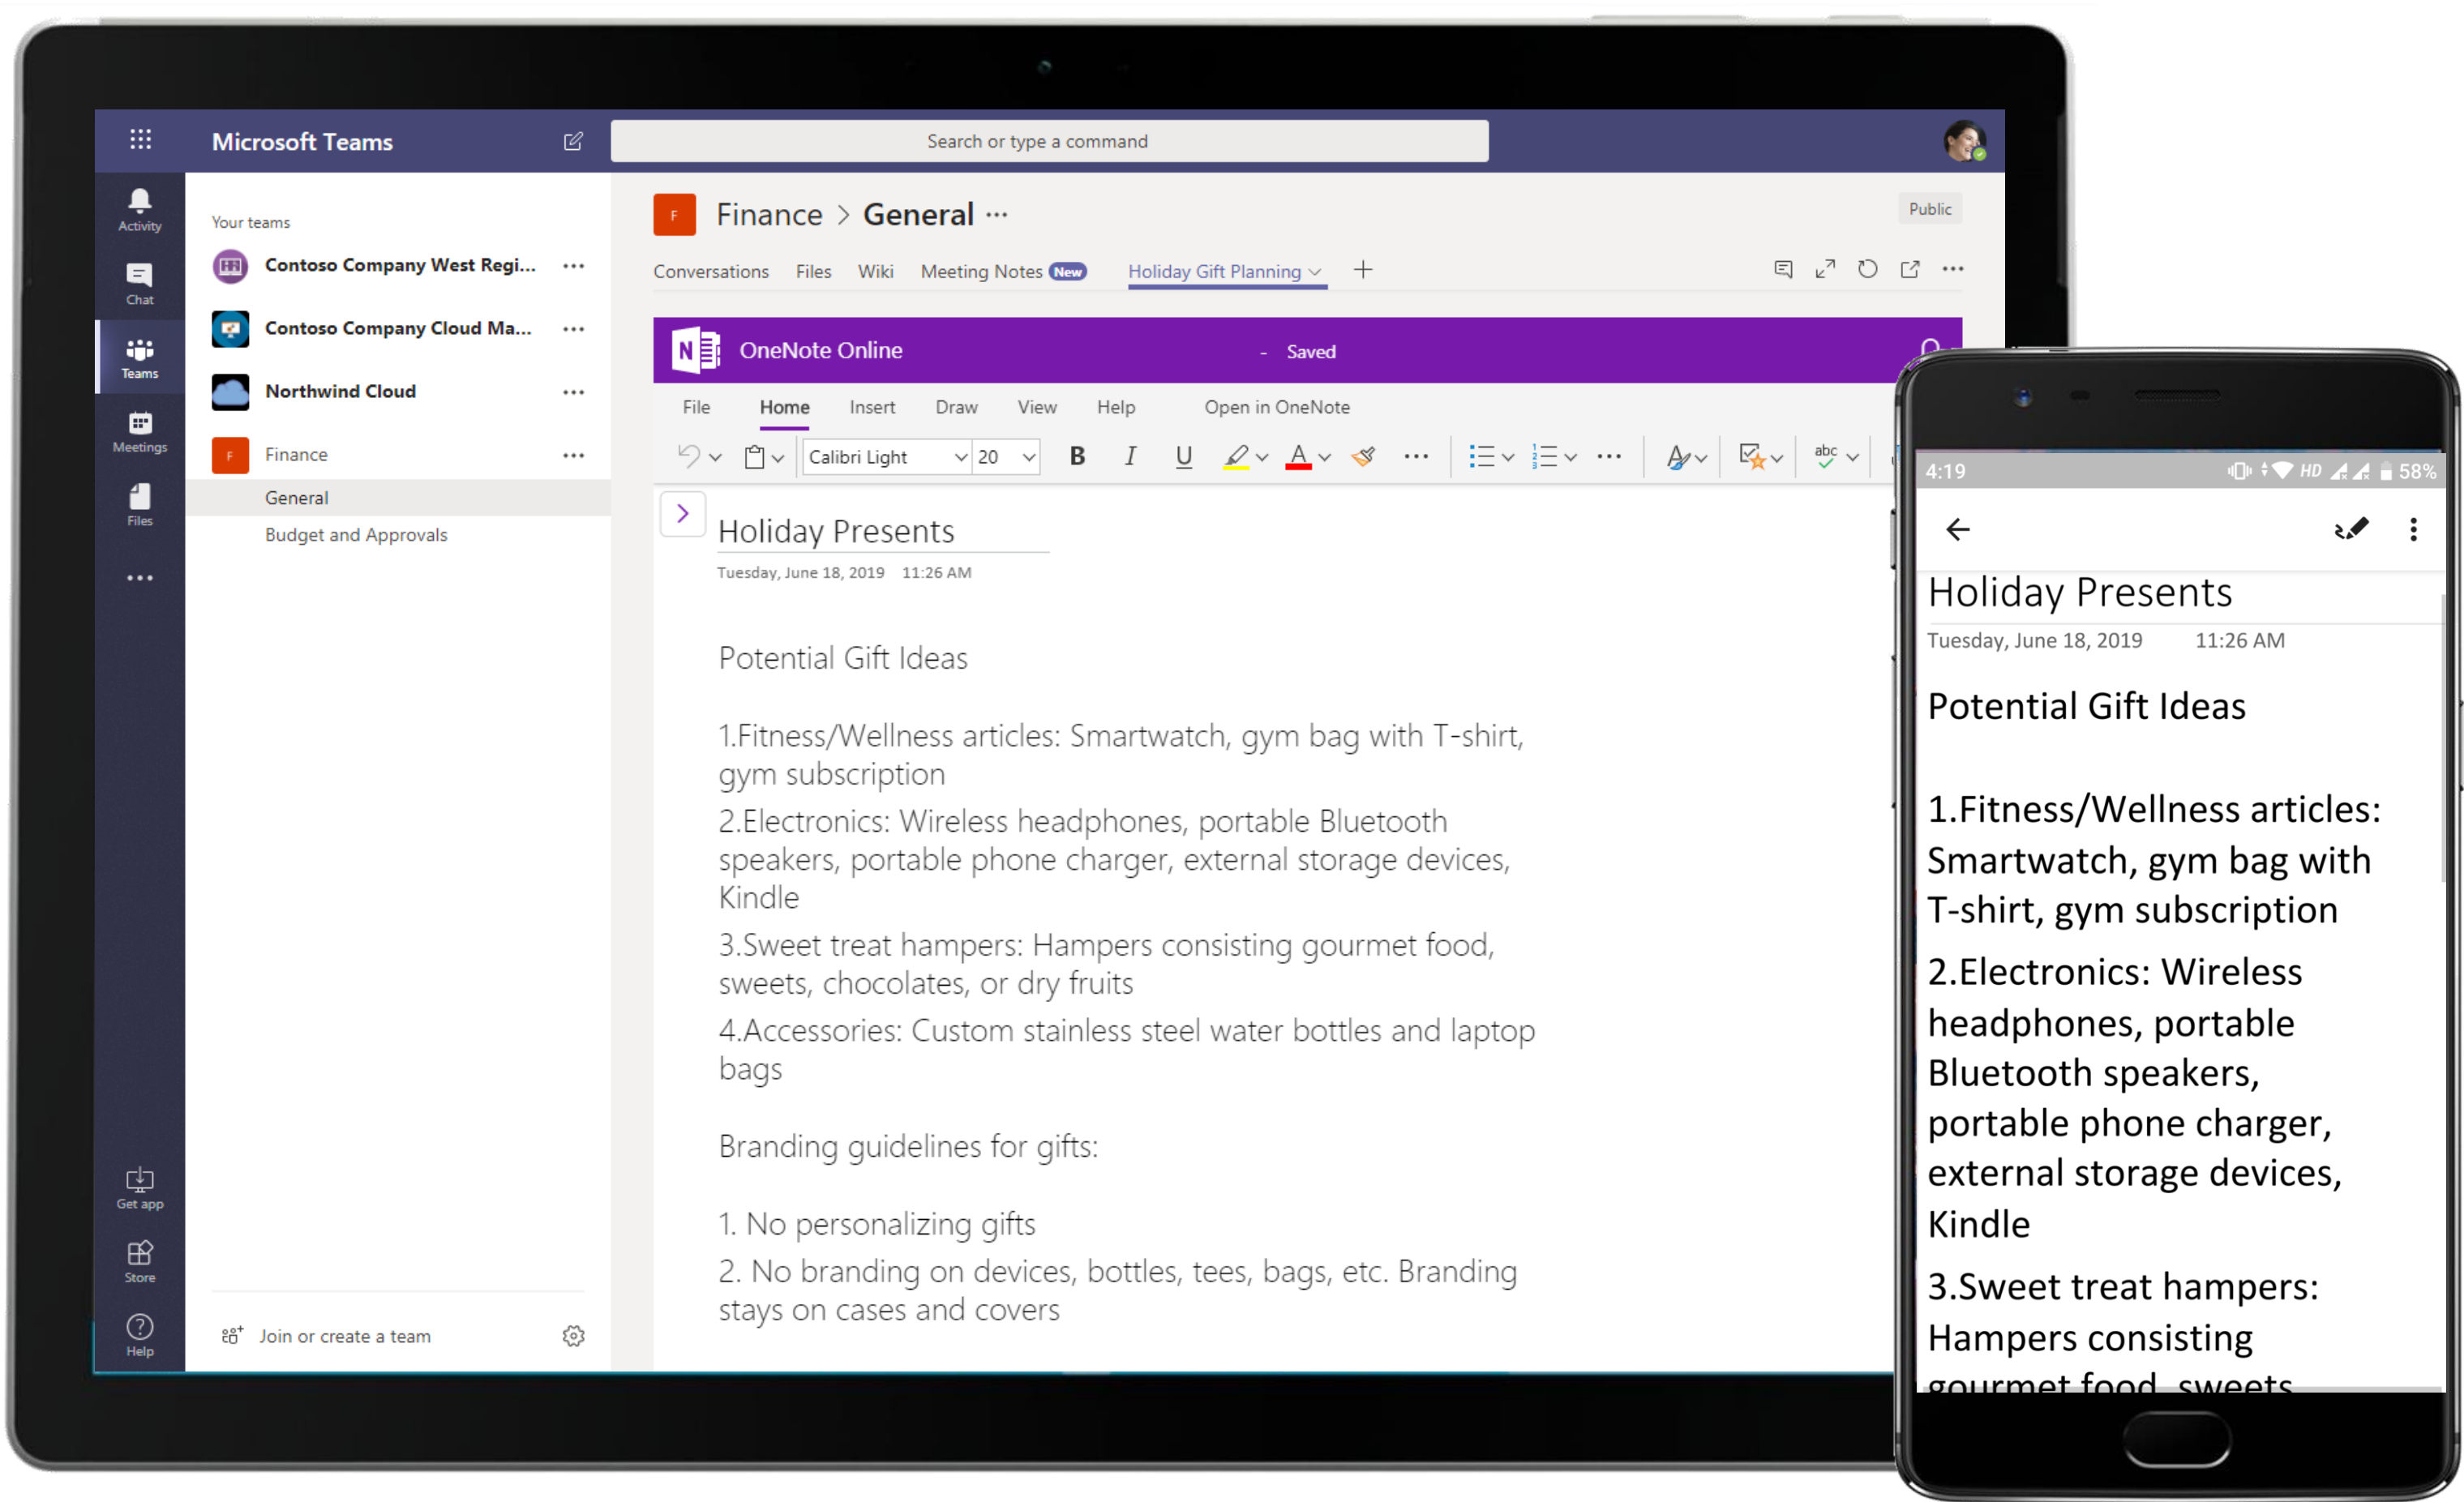 Microsoft Teams
Search or type a command
Activity
Chat
Teams
Meetings
Files
Get app
Store
Help
Your teams
Contoso Company West Regi...
Contoso Company Cloud Ma...
Northwind Cloud
F
Finance
General
Budget and Approvals
Join or create a team
F
Finance > General
Public
Conversations Files Wiki Meeting Notes New Holiday Gift Planning
N OneNote Online - Saved
File Home Insert Draw View Help Open in OneNote
Calibri Light 20 B I U A abc
Holiday Presents
Tuesday, June 18, 2019 11:26 AM
Potential Gift Ideas
1.Fitness/Wellness articles: Smartwatch, gym bag with T-shirt,
gym subscription
2.Electronics: Wireless headphones, portable Bluetooth
speakers, portable phone charger, external storage devices,
Kindle
3.Sweet treat hampers: Hampers consisting gourmet food,
sweets, chocolates, or dry fruits
4.Accessories: Custom stainless steel water bottles and laptop
bags
Branding guidelines for gifts:
1. No personalizing gifts
2. No branding on devices, bottles, tees, bags, etc. Branding
stays on cases and covers
4:19 HD 58%
Holiday Presents
Tuesday, June 18, 2019 11:26 AM
Potential Gift Ideas
1.Fitness/Wellness articles:
Smartwatch, gym bag with
T-shirt, gym subscription
2.Electronics: Wireless
headphones, portable
Bluetooth speakers,
portable phone charger,
external storage devices,
Kindle
3.Sweet treat hampers:
Hampers consisting
gourmet food, sweets,